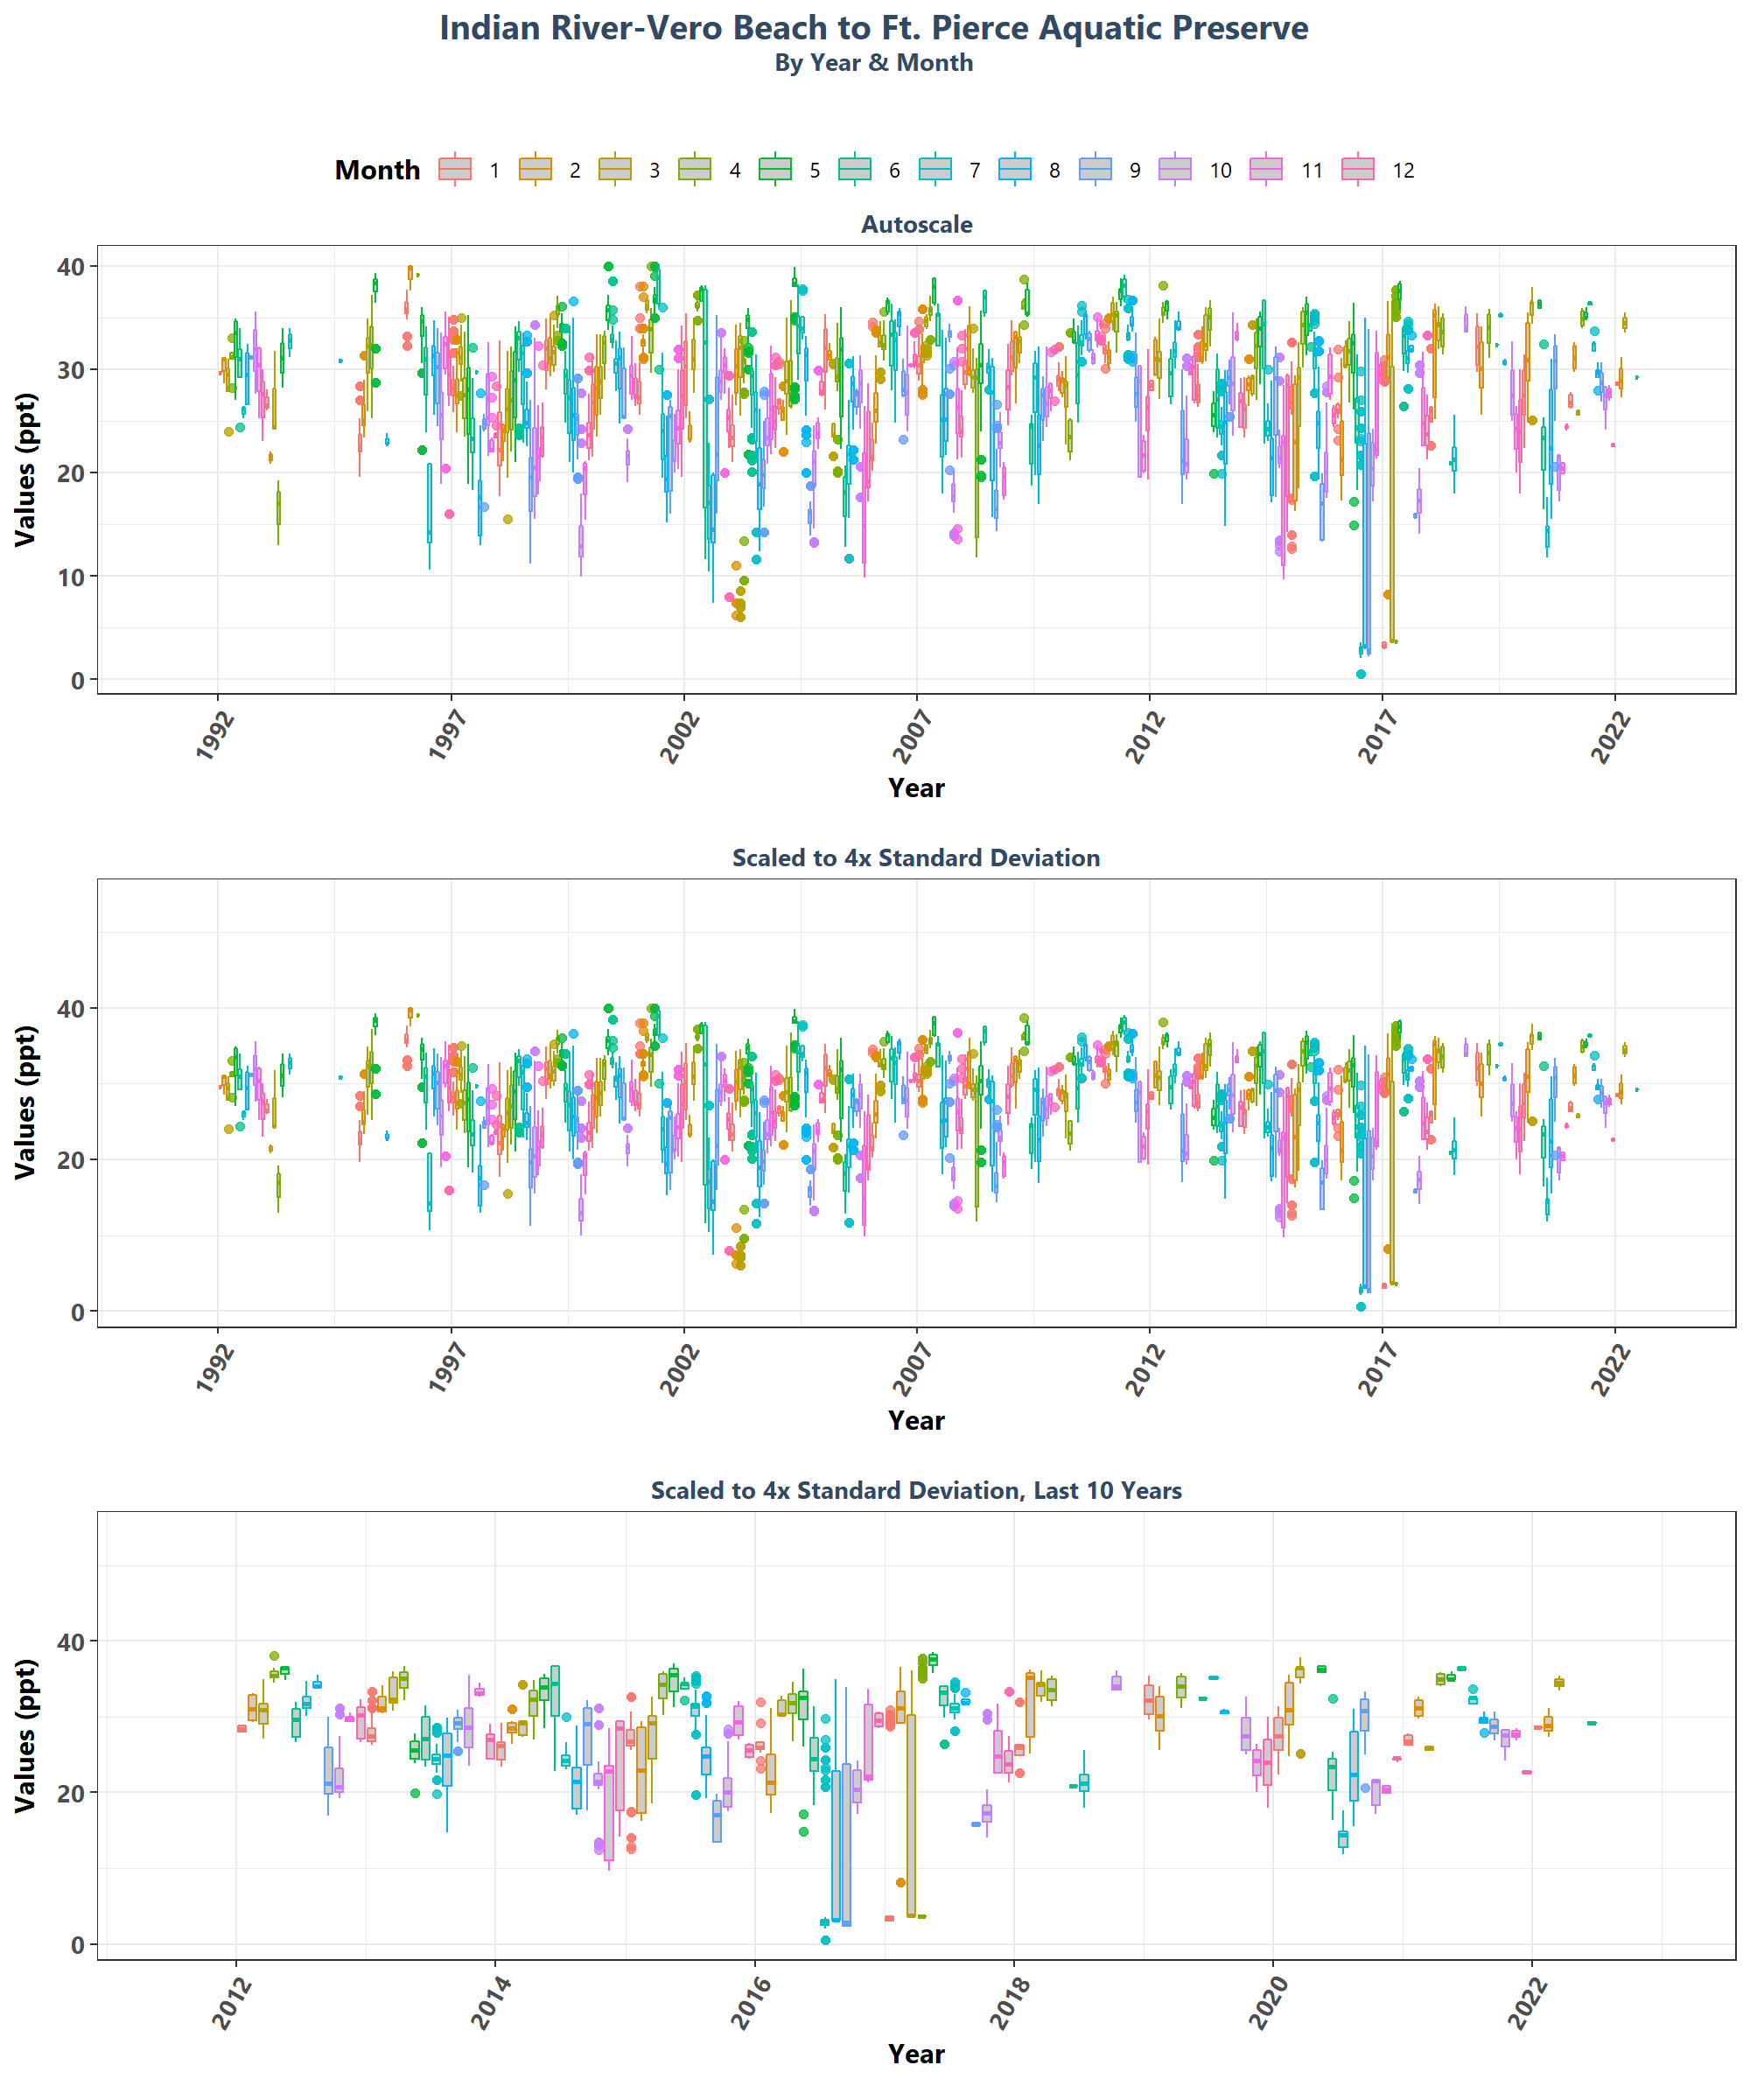 Indian River-Vero Beach to Ft. Pierce Aquatic Preserve
By Year & Month
Month 1 2 3 4 5 6 7 8 9 10 11 12
Autoscale
Values (ppt)
40
30
20
10
0
1992 1997 2002 2007 2012 2017 2022
Year
Scaled to 4x Standard Deviation
Values (ppt)
40
20
0
1992 1997 2002 2007 2012 2017 2022
Year
Scaled to 4x Standard Deviation, Last 10 Years
Values (ppt)
40
20
0
2012 2014 2016 2018 2020 2022
Year